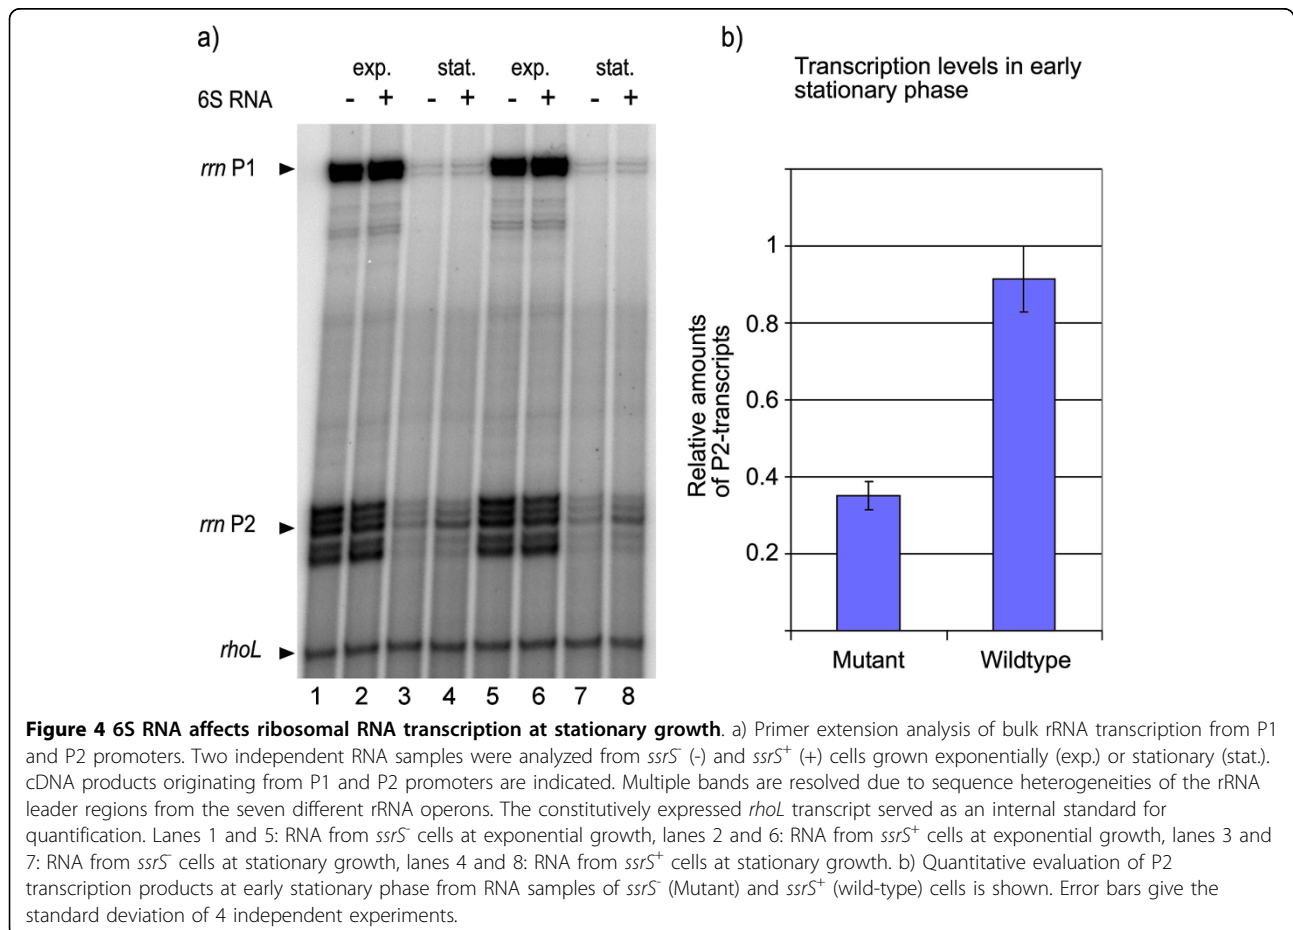 a)
exp. stat. exp. stat.
6S RNA - + - + - + - +
rrn P1
rrn P2
rhoL
1 2 3 4 5 6 7 8
b)
Transcription levels in early
stationary phase
Relative amounts
of P2-transcripts
1
0.8
0.6
0.4
0.2
Mutant Wildtype
Figure 4 6S RNA affects ribosomal RNA transcription at stationary growth. a) Primer extension analysis of bulk rRNA transcription from P1
and P2 promoters. Two independent RNA samples were analyzed from ssrS⁻ (-) and ssrS⁺ (+) cells grown exponentially (exp.) or stationary (stat.).
cDNA products originating from P1 and P2 promoters are indicated. Multiple bands are resolved due to sequence heterogeneities of the rRNA
leader regions from the seven different rRNA operons. The constitutively expressed rhoL transcript served as an internal standard for
quantification. Lanes 1 and 5: RNA from ssrS⁻ cells at exponential growth, lanes 2 and 6: RNA from ssrS⁺ cells at exponential growth, lanes 3 and
7: RNA from ssrS⁻ cells at stationary growth, lanes 4 and 8: RNA from ssrS⁺ cells at stationary growth. b) Quantitative evaluation of P2
transcription products at early stationary phase from RNA samples of ssrS⁻ (Mutant) and ssrS⁺ (wild-type) cells is shown. Error bars give the
standard deviation of 4 independent experiments.